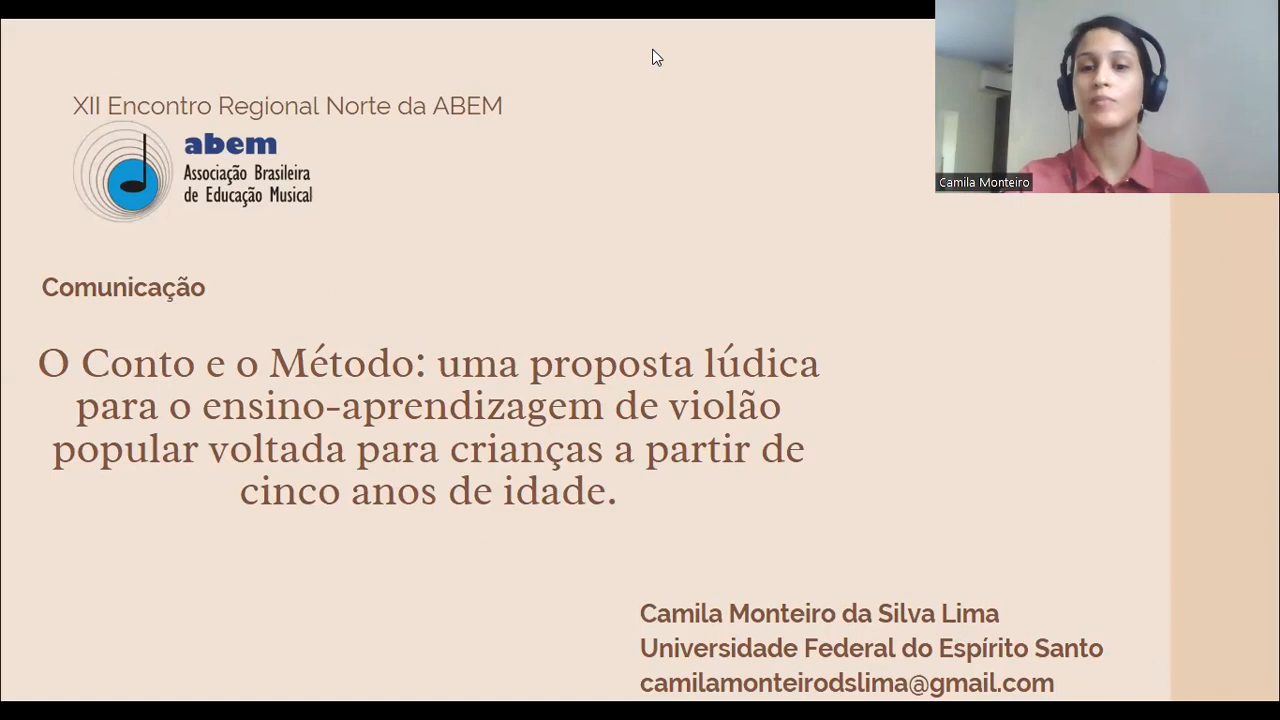 XII Encontro Regional Norte da ABEM
abem
Associação Brasileira
de Educação Musical
Camila Monteiro
Comunicação
O Conto e o Método: uma proposta lúdica
para o ensino-aprendizagem de violão
popular voltada para crianças a partir de
cinco anos de idade.
Camila Monteiro da Silva Lima
Universidade Federal do Espírito Santo
camilamonteirodslima@gmail.com